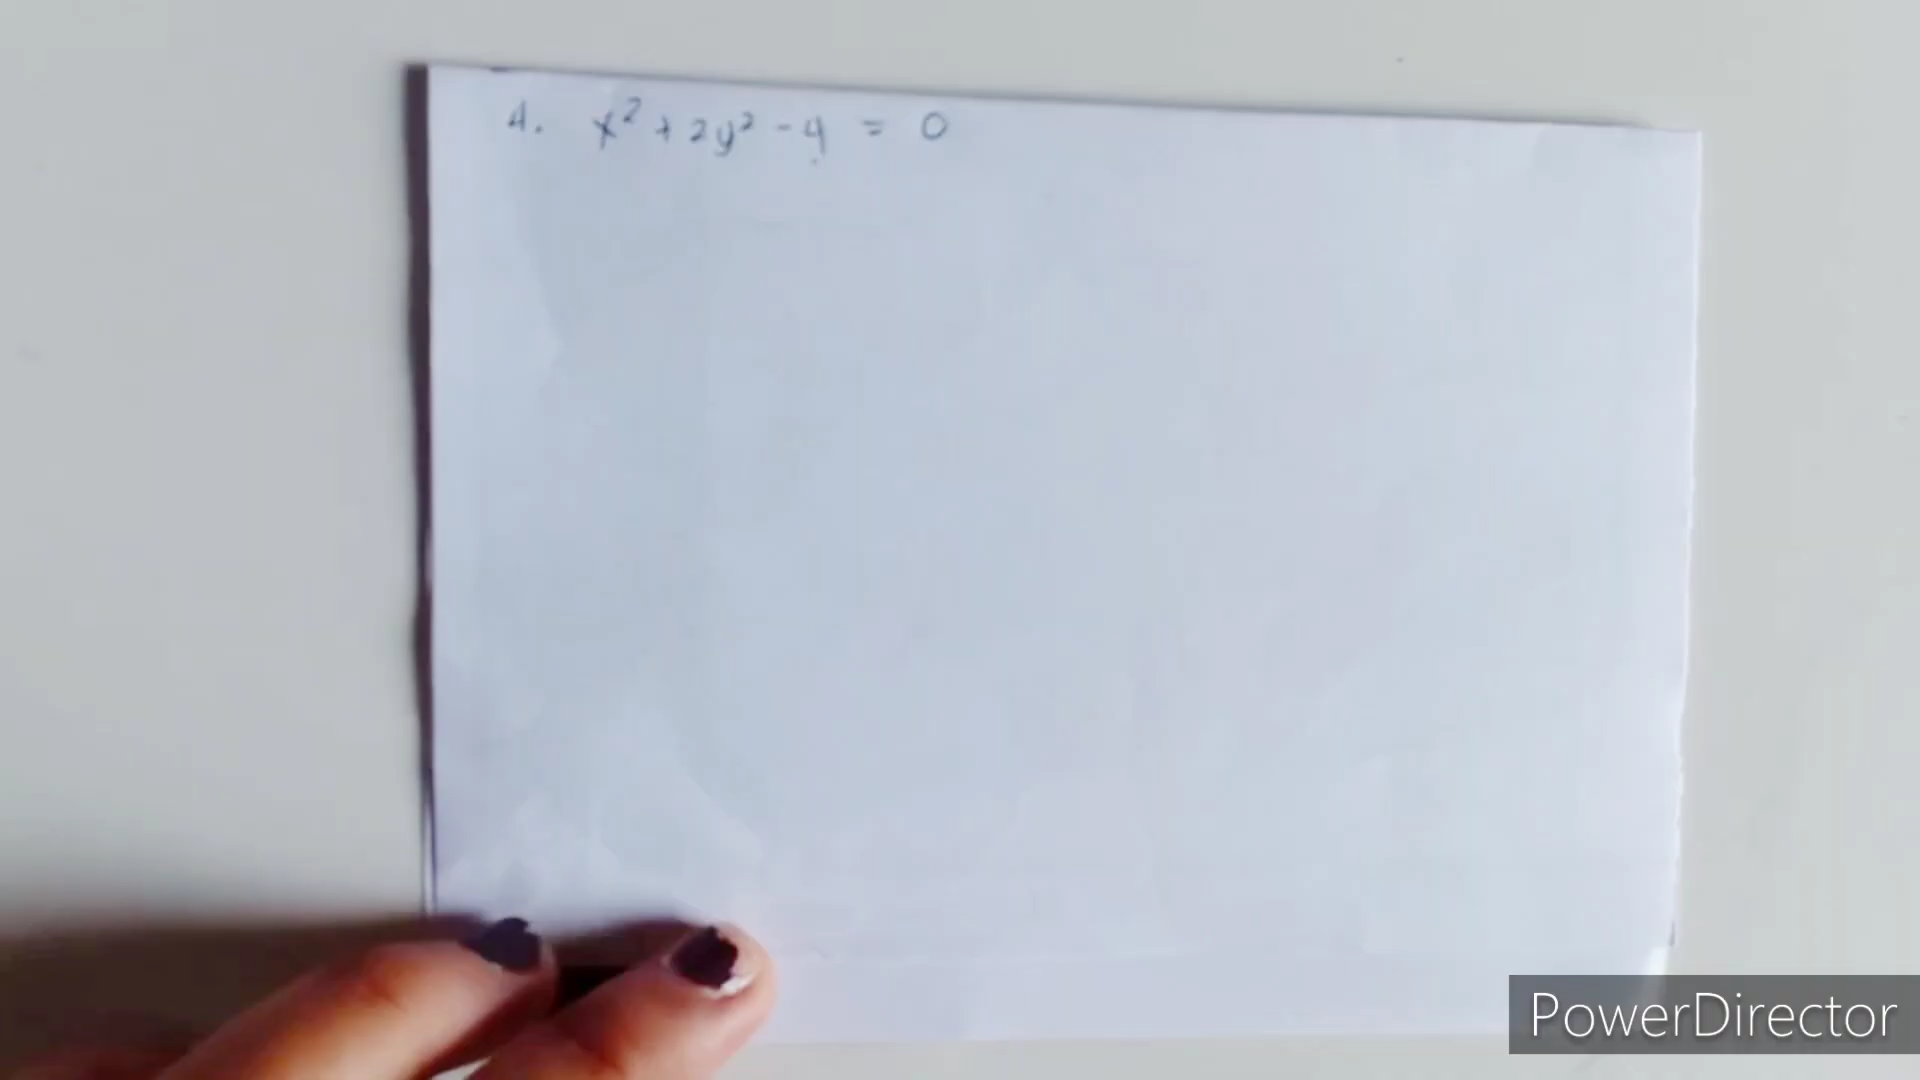 4. x² + 2y² - 4 = 0
PowerDirector